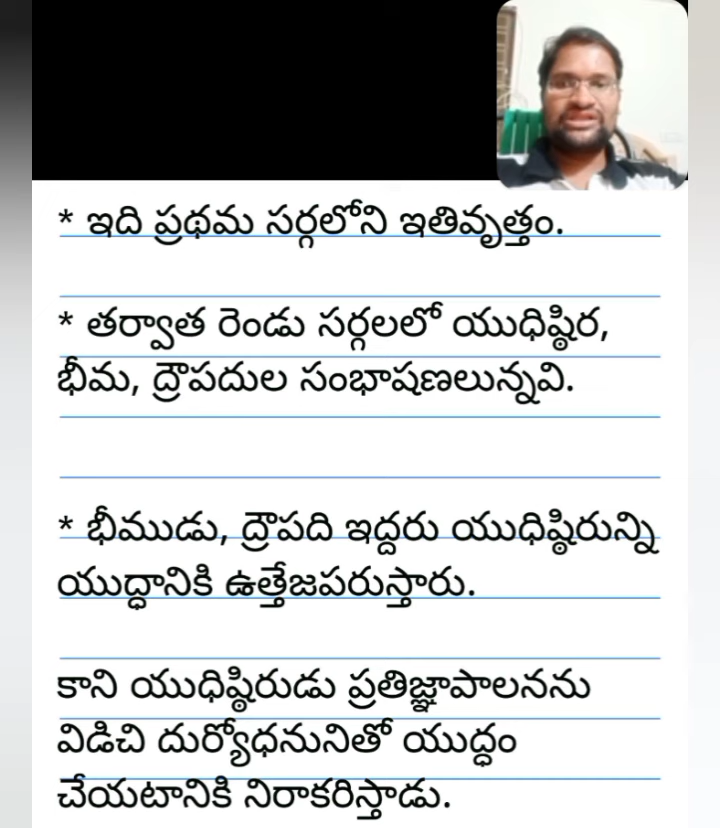 * ఇది ప్రథమ సర్గలోని ఇతివృత్తం.
* తర్వాత రెండు సర్గలలో యుధిష్ఠిర,
భీమ, ద్రౌపదుల సంభాషణలున్నవి.
* భీముడు, ద్రౌపది ఇద్దరు యుధిష్ఠిరున్ని
యుద్ధానికి ఉత్తేజపరుస్తారు.
కాని యుధిష్ఠిరుడు ప్రతిజ్ఞాపాలనను
విడిచి దుర్యోధనునితో యుద్ధం
చేయటానికి నిరాకరిస్తాడు.